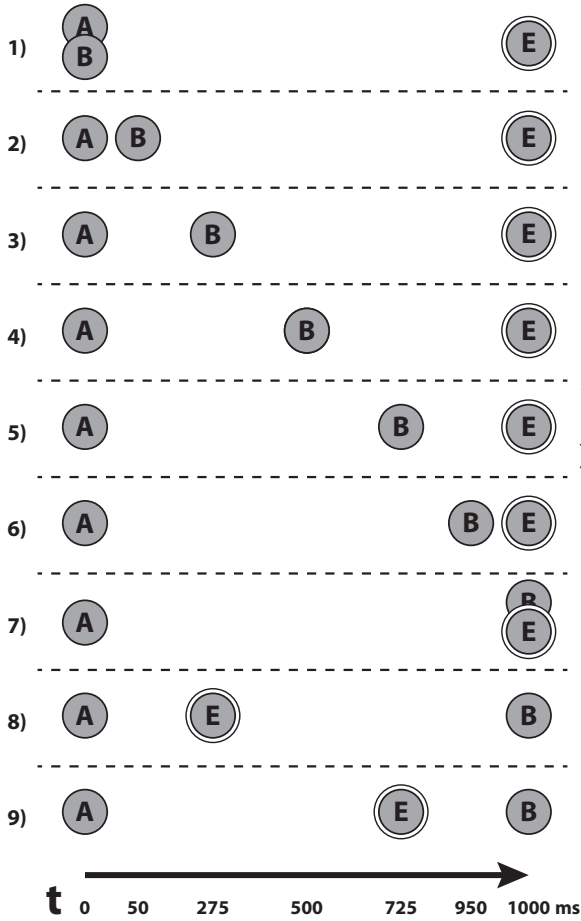 A
1) B E
2) A B E
3) A B E
4) A B E
5) A B E
6) A B E
B
7) A E
8) A E B
9) A E B
t 0 50 275 500 725 950 1000 ms